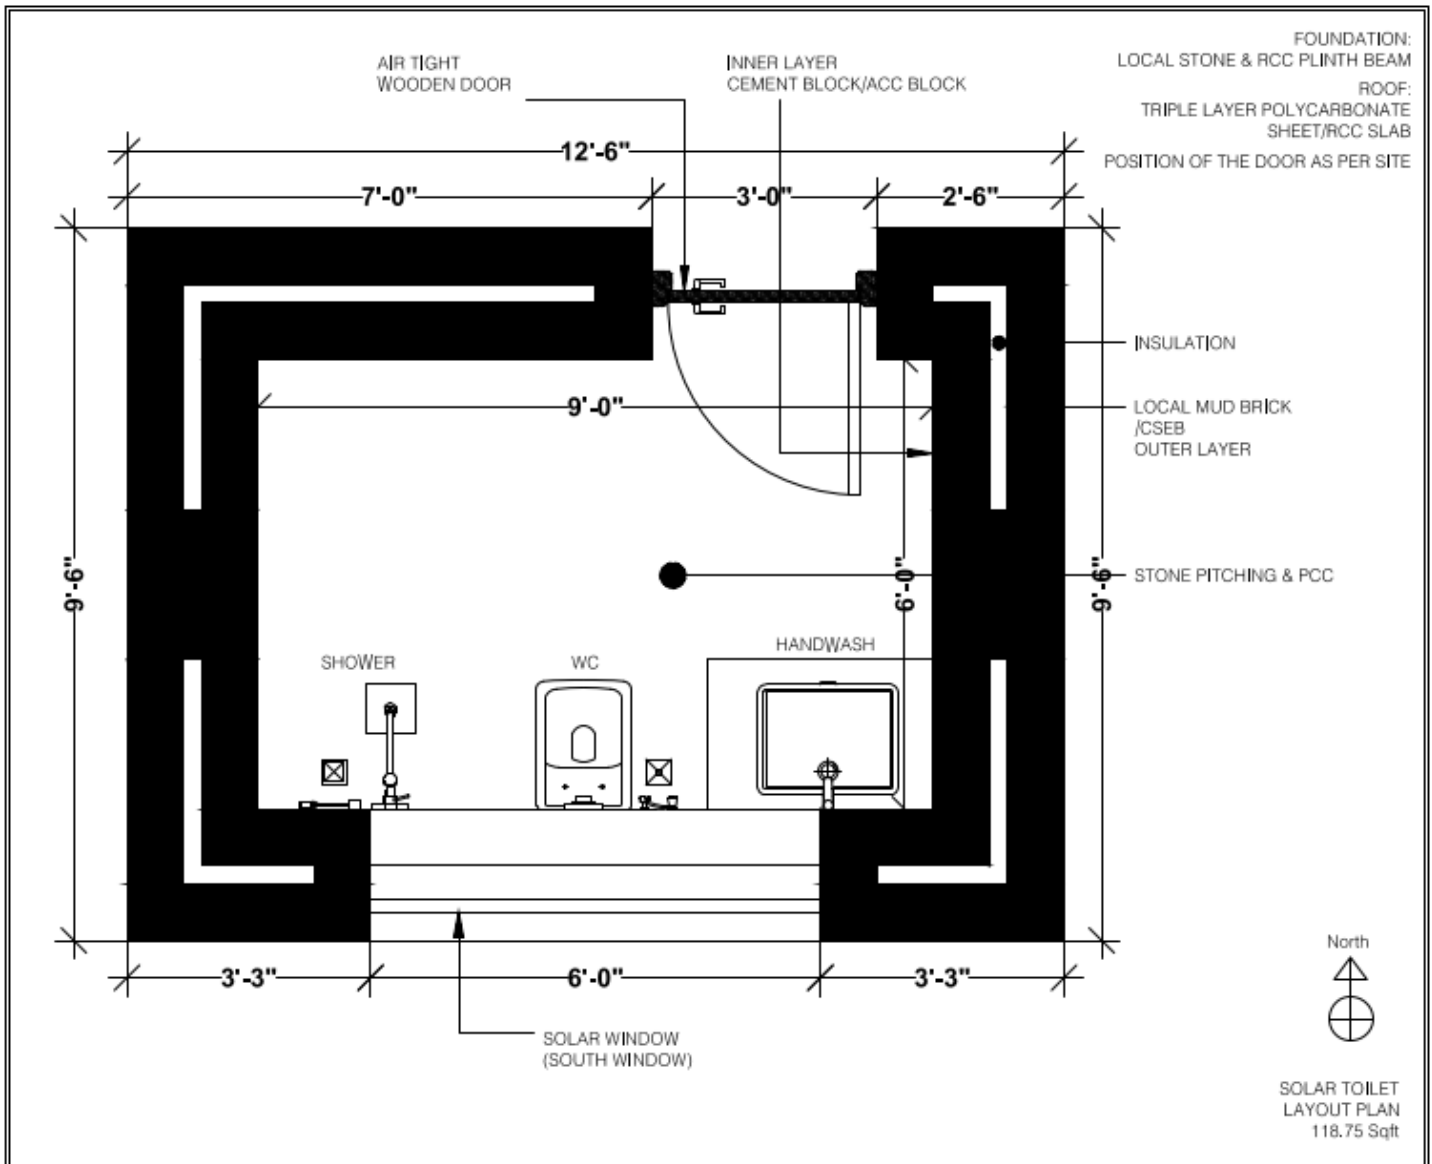 FOUNDATION:
LOCAL STONE & RCC PLINTH BEAM
ROOF:
TRIPLE LAYER POLYCARBONATE
SHEET/RCC SLAB
POSITION OF THE DOOR AS PER SITE
AIR TIGHT
WOODEN DOOR
INNER LAYER
CEMENT BLOCK/ACC BLOCK
12'-6"
7'-0"
3'-0"
2'-6"
INSULATION
9'-0"
LOCAL MUD BRICK
/CSEB
OUTER LAYER
9'-6"
6'-0"
9'-6"
STONE PITCHING & PCC
SHOWER
WC
HANDWASH
3'-3"
6'-0"
3'-3"
SOLAR WINDOW
(SOUTH WINDOW)
North
SOLAR TOILET
LAYOUT PLAN
118.75 Sqft